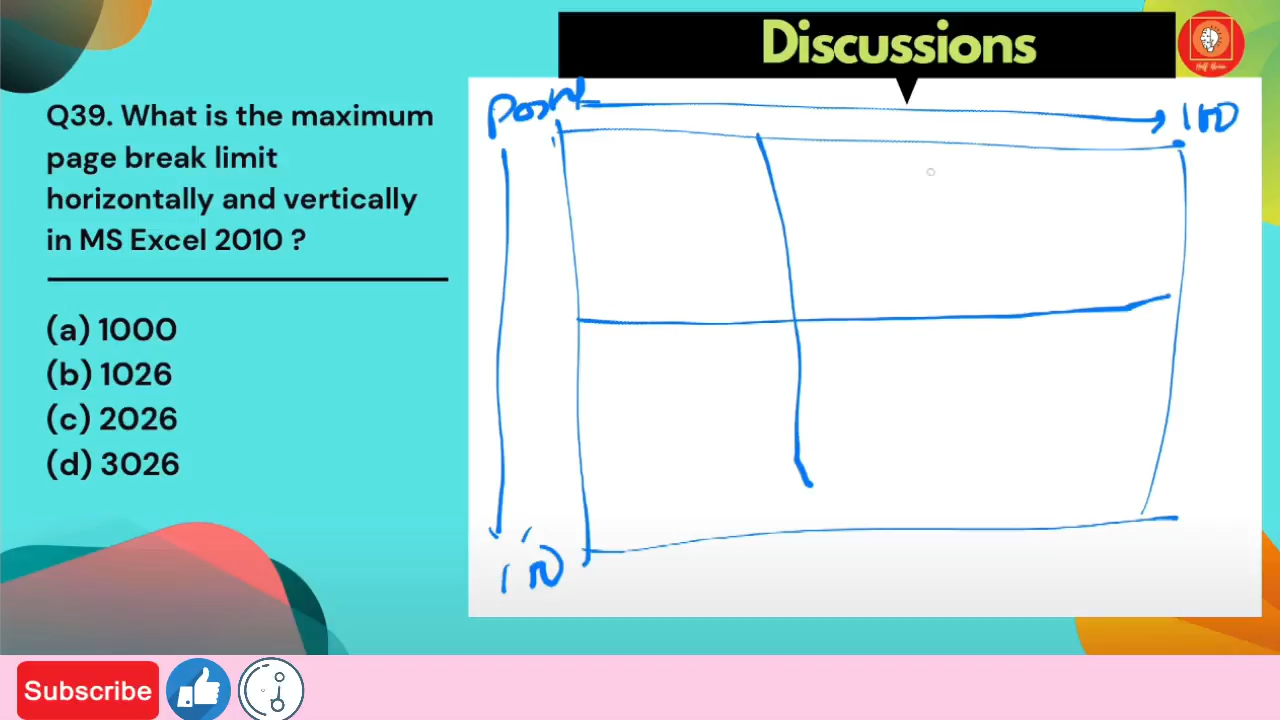 Discussions
Q39. What is the maximum
page break limit
horizontally and vertically
in MS Excel 2010 ?
(a) 1000
(b) 1026
(c) 2026
(d) 3026
Subscribe